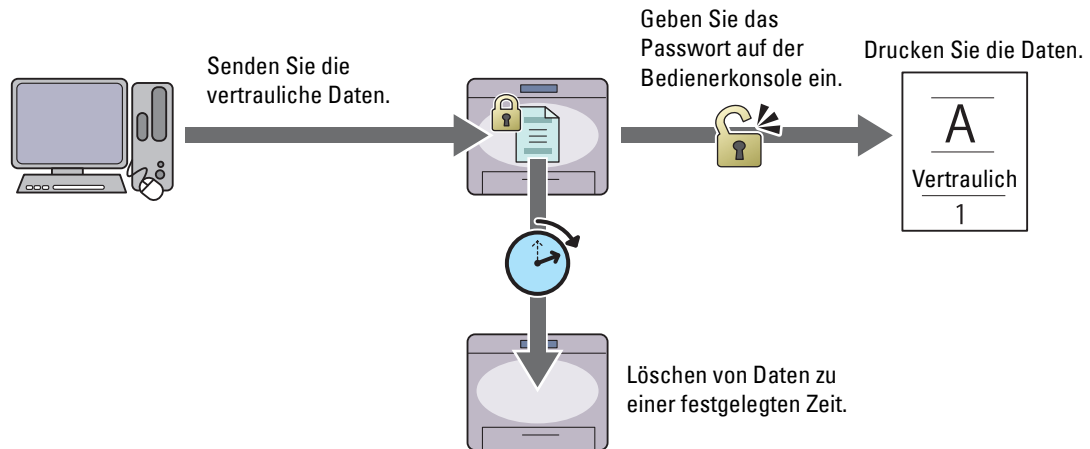 Senden Sie die
vertrauliche Daten.
Geben Sie das
Passwort auf der
Bedienerkonsole ein.
Drucken Sie die Daten.
A
Vertraulich
1
Löschen von Daten zu
einer festgelegten Zeit.